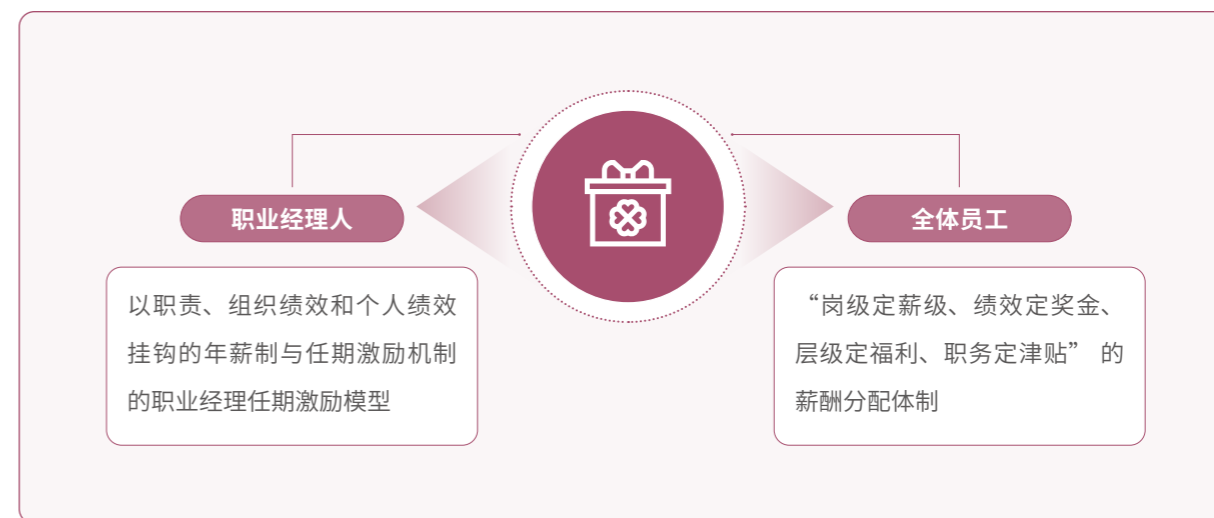 职业经理人
以职责、组织绩效和个人绩效
挂钩的年薪制与任期激励机制
的职业经理任期激励模型
全体员工
“岗级定薪级、绩效定奖金、
层级定福利、职务定津贴” 的
薪酬分配体制